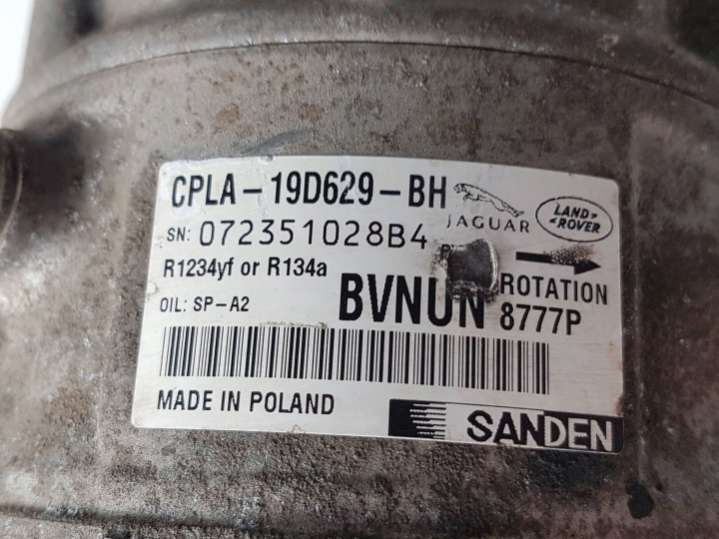 CPLA-19D629-BH
JAGUAR
LAND ROVER
SN: 072351028B4
R1234yf or R134a
ROTATION
OIL: SP-A2
BVNUN
8777P
MADE IN POLAND
SANDEN